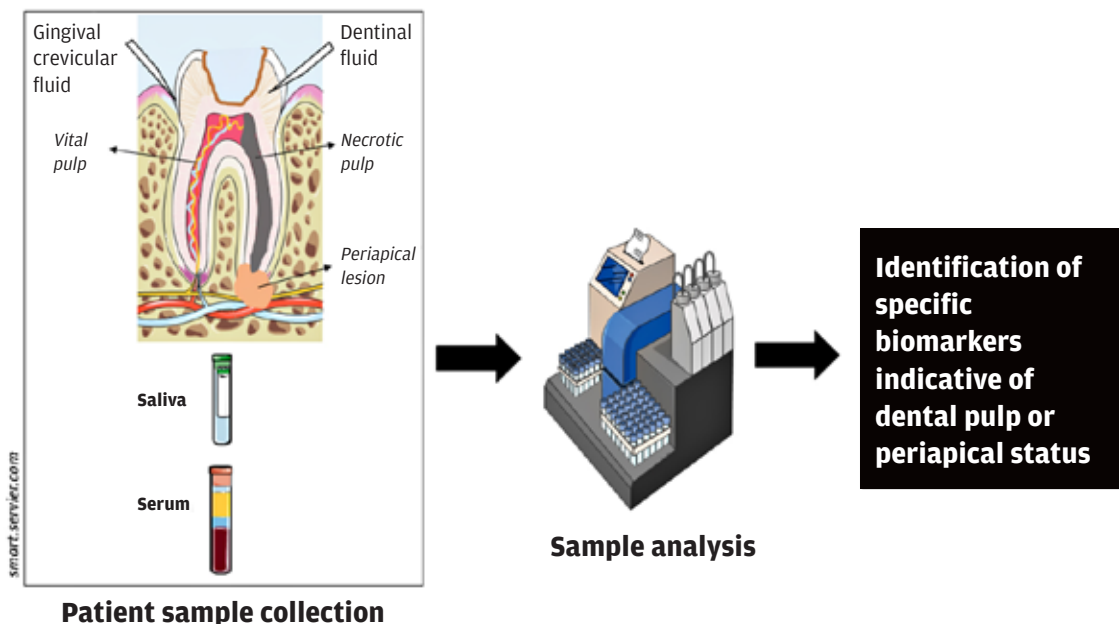 Gingival
crevicular
fluid
Dentinal
fluid
Vital
pulp
Necrotic
pulp
Periapical
lesion
Saliva
Serum
smart.servier.com
Patient sample collection
Sample analysis
Identification of
specific
biomarkers
indicative of
dental pulp or
periapical status